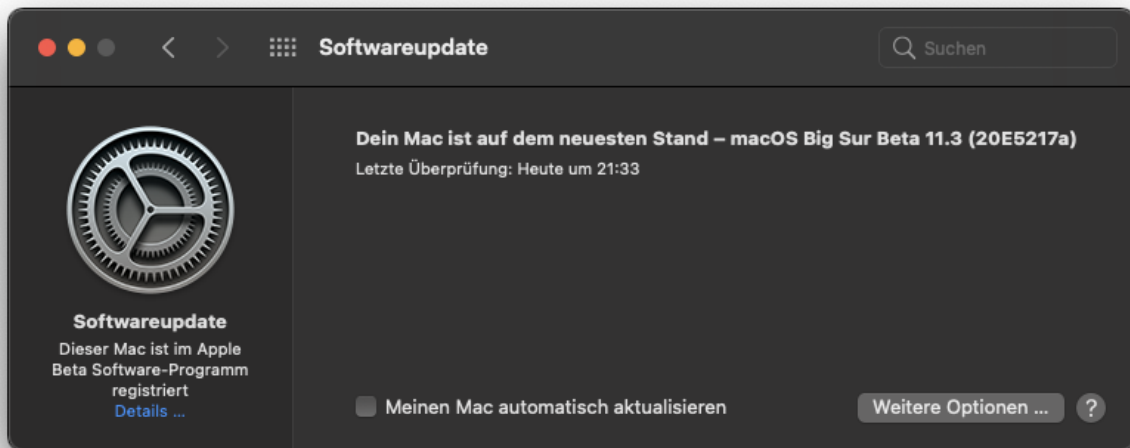 Softwareupdate
Suchen
Dein Mac ist auf dem neuesten Stand – macOS Big Sur Beta 11.3 (20E5217a)
Letzte Überprüfung: Heute um 21:33
Softwareupdate
Dieser Mac ist im Apple
Beta Software-Programm
registriert
Details ...
Meinen Mac automatisch aktualisieren
Weitere Optionen ...
?